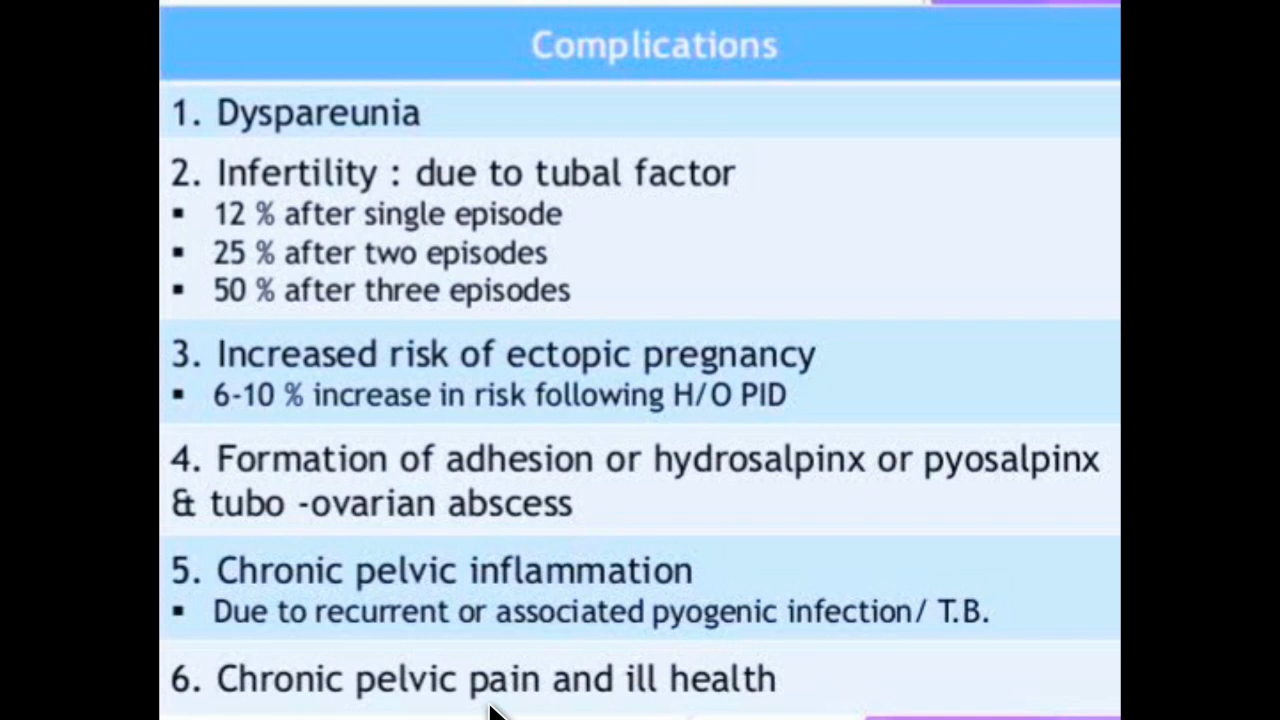 Complications
1. Dyspareunia
2. Infertility : due to tubal factor
▪ 12 % after single episode
▪ 25 % after two episodes
▪ 50 % after three episodes
3. Increased risk of ectopic pregnancy
▪ 6-10 % increase in risk following H/O PID
4. Formation of adhesion or hydrosalpinx or pyosalpinx
& tubo -ovarian abscess
5. Chronic pelvic inflammation
▪ Due to recurrent or associated pyogenic infection/ T.B.
6. Chronic pelvic pain and ill health